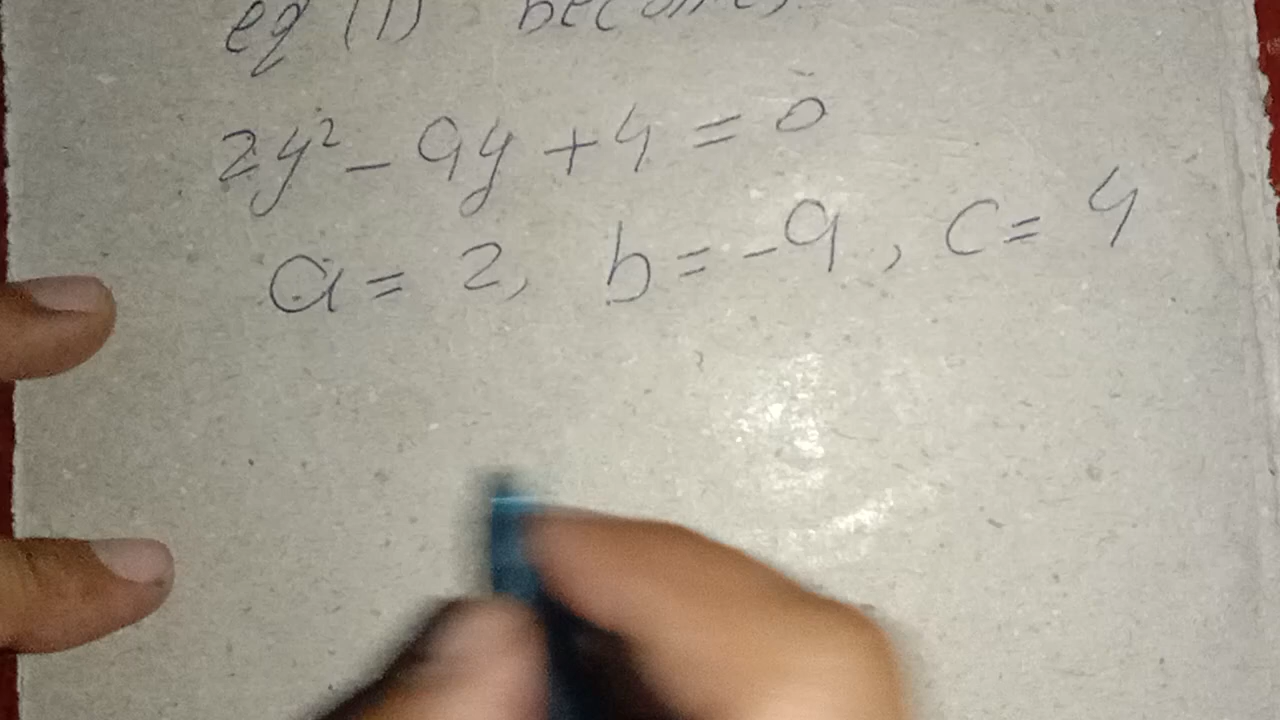 eq (1) becomes
2y² - 9y + 4 = 0
a = 2, b = -9, c = 4